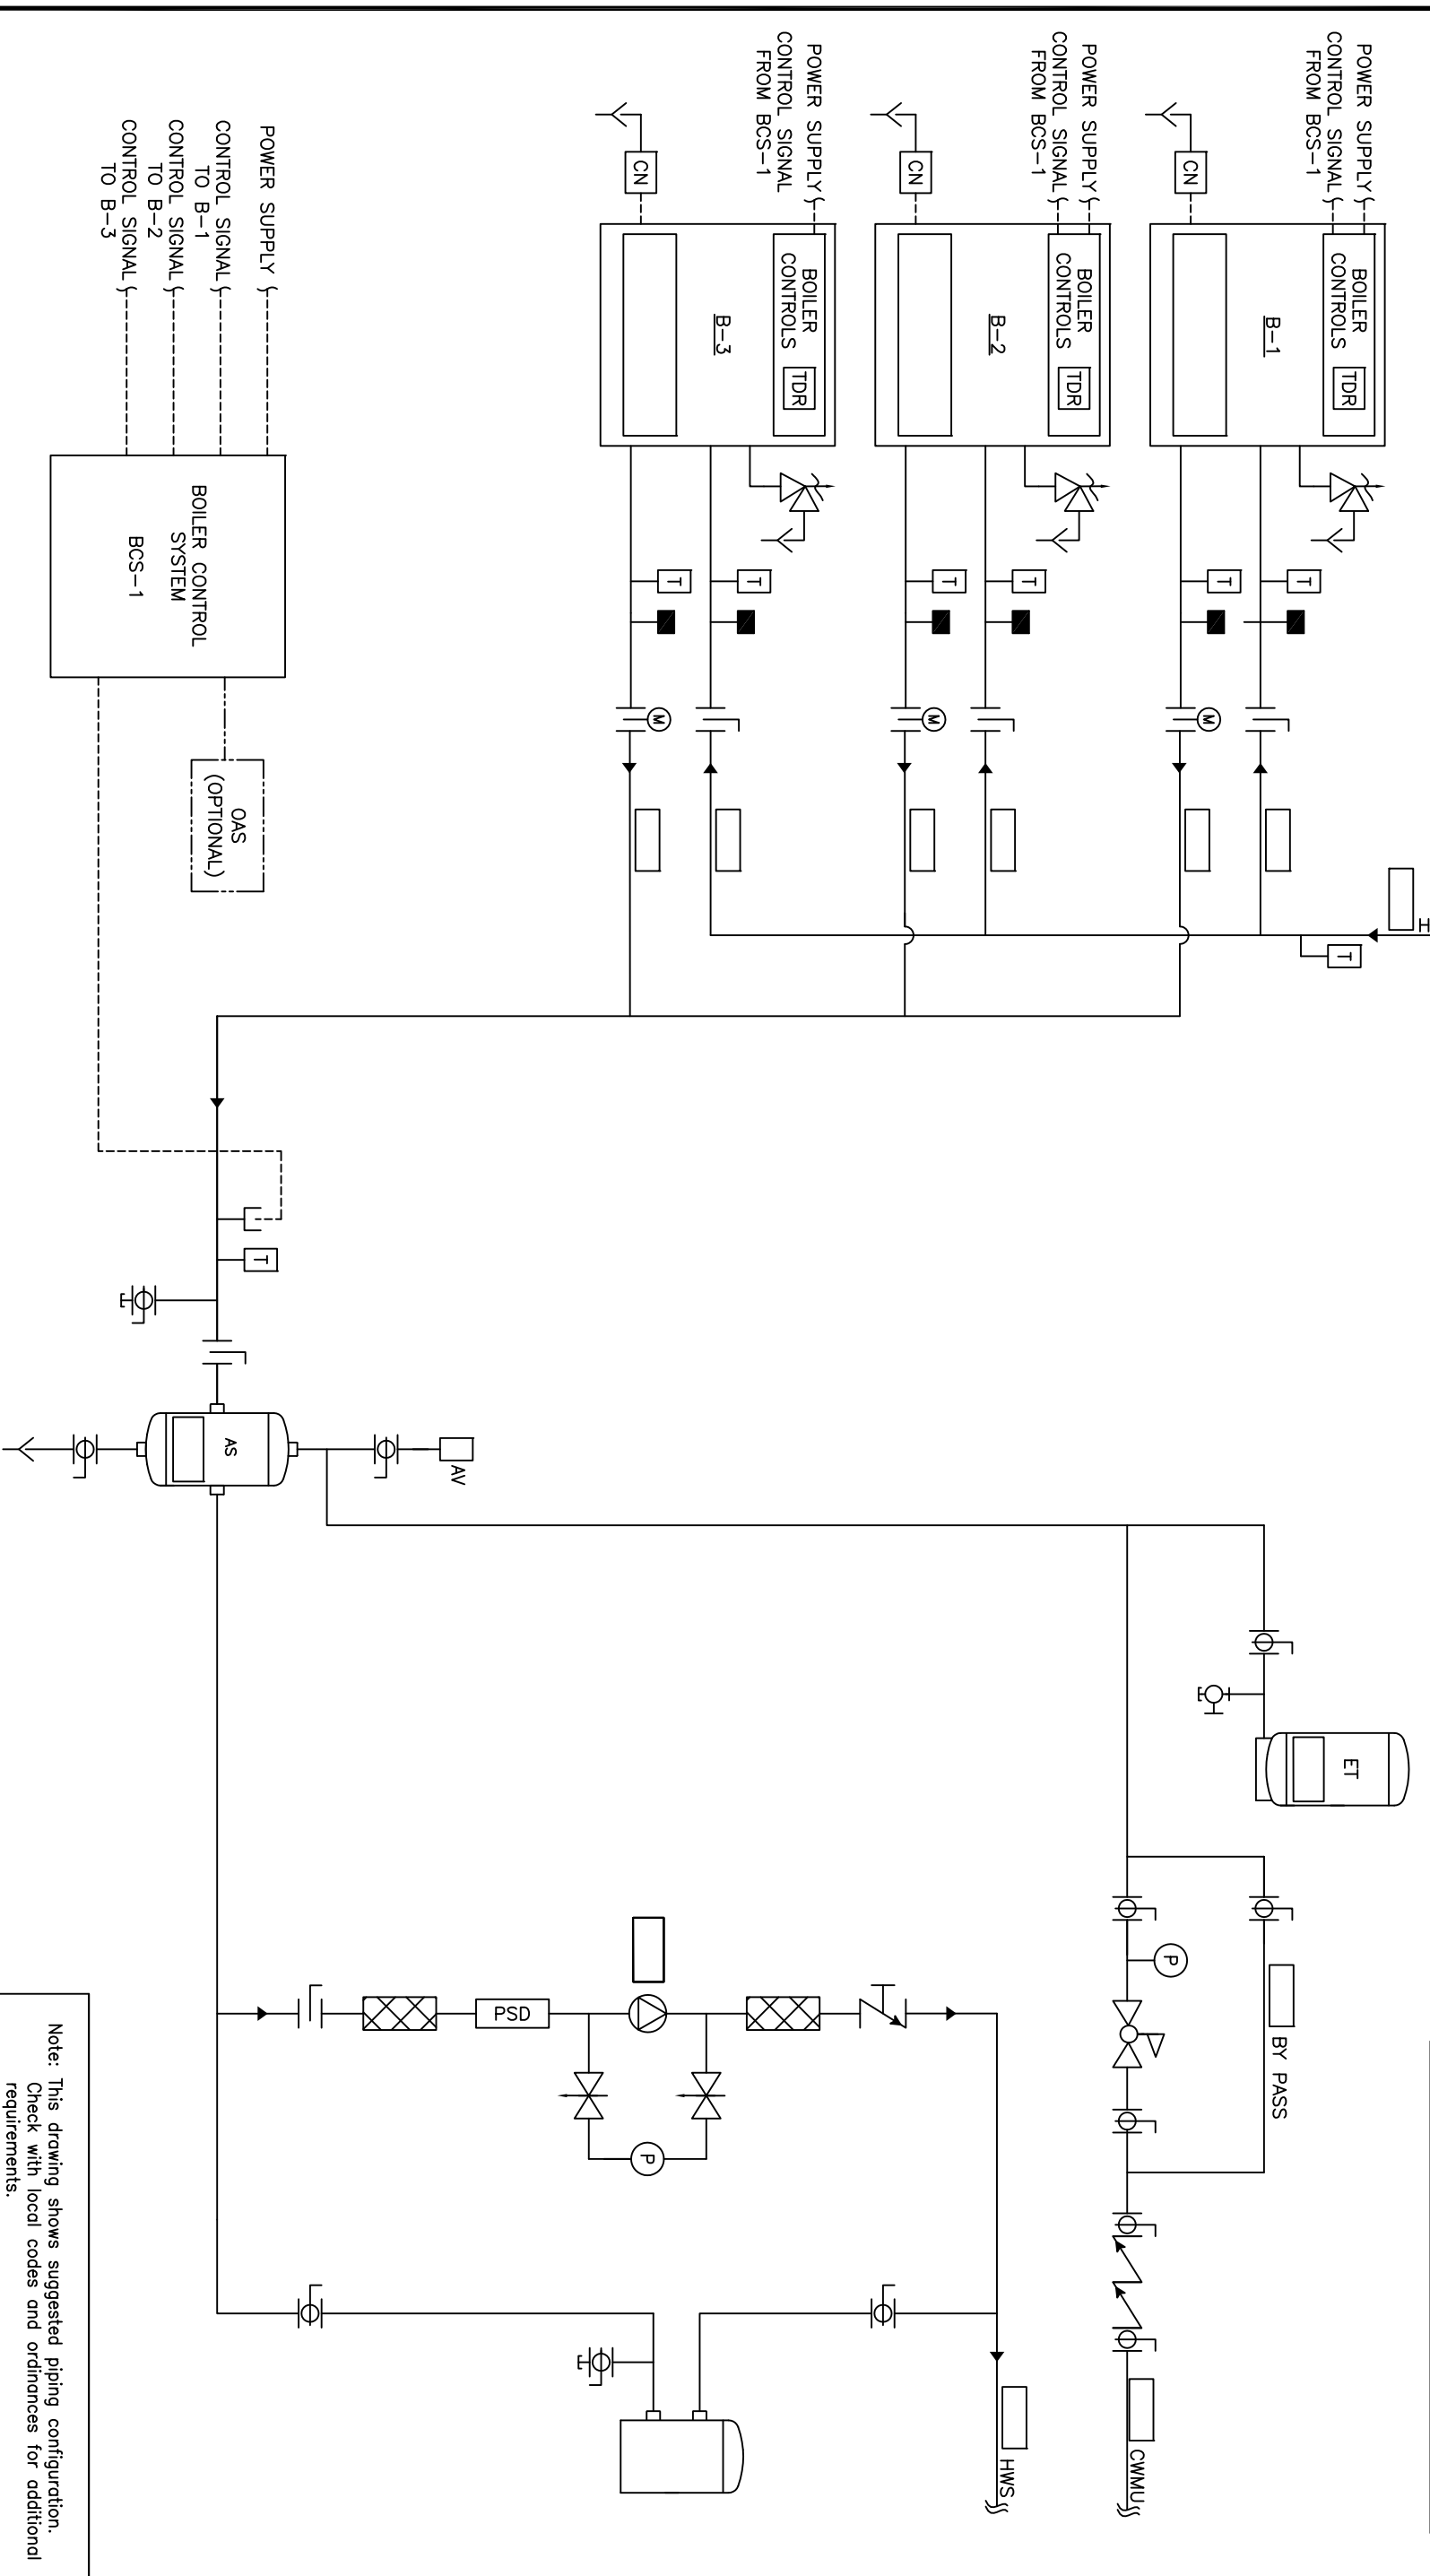 POWER SUPPLY
CONTROL SIGNAL
FROM BCS-1
CN
BOILER
CONTROLS
TDR
B-1
T
T
M
H
T
POWER SUPPLY
CONTROL SIGNAL
FROM BCS-1
CN
BOILER
CONTROLS
TDR
B-2
T
T
M
POWER SUPPLY
CONTROL SIGNAL
FROM BCS-1
CN
BOILER
CONTROLS
TDR
B-3
T
T
M
POWER SUPPLY
CONTROL SIGNAL
TO B-1
CONTROL SIGNAL
TO B-2
CONTROL SIGNAL
TO B-3
BOILER CONTROL
SYSTEM
BCS-1
OAS
(OPTIONAL)
T
AS
AV
ET
P
BY PASS
CWMU
PSD
P
HWS
Note: This drawing shows suggested piping configuration.
Check with local codes and ordinances for additional
requirements.